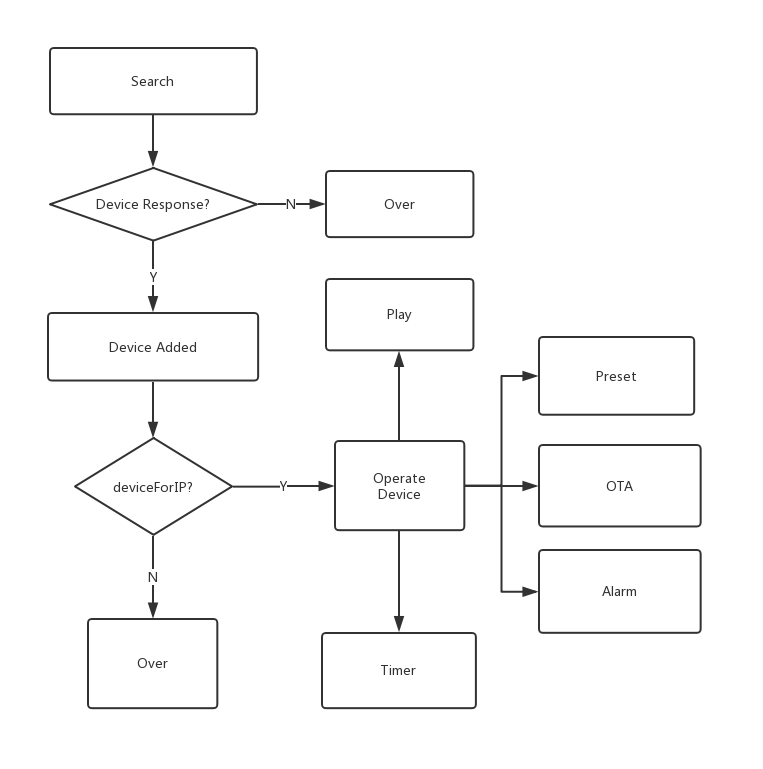 Search
Device Response?
N
Over
Y
Play
Device Added
Preset
deviceForIP?
Y
Operate
Device
OTA
N
Alarm
Over
Timer